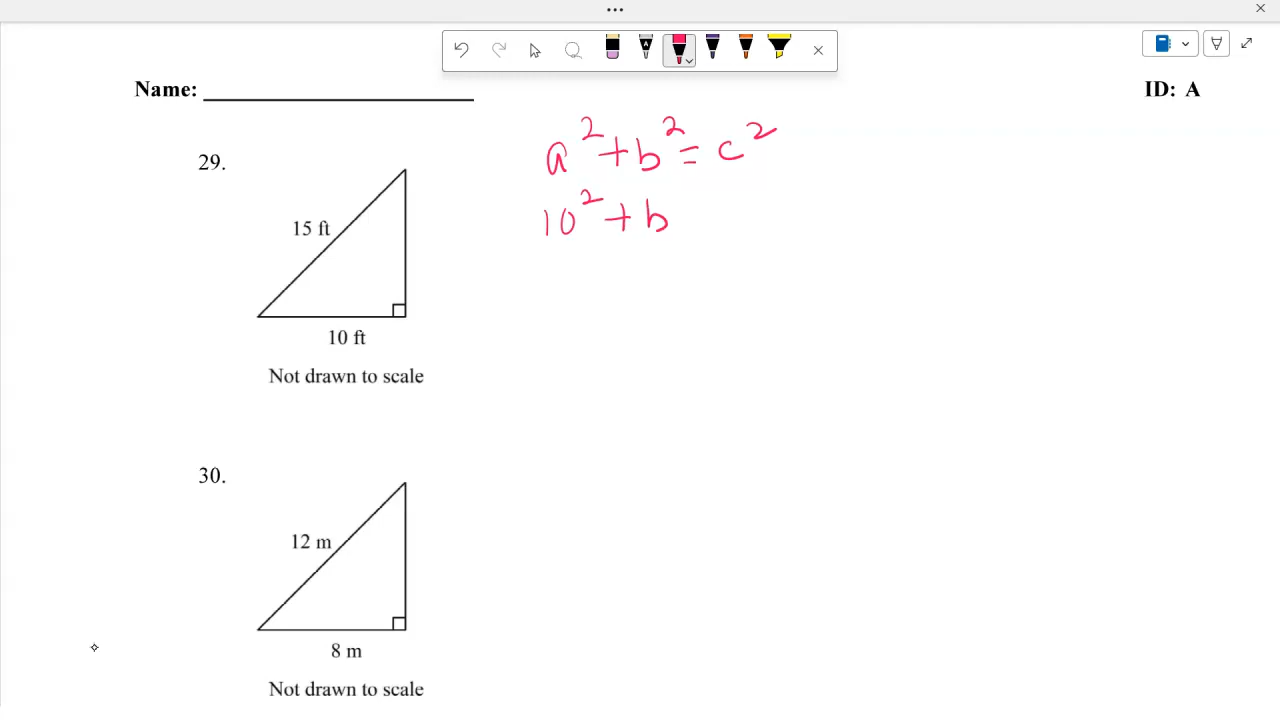 Name: ____________________
ID: A
29.
a² + b² = c²
10² + b
15 ft
10 ft
Not drawn to scale
30.
12 m
8 m
Not drawn to scale